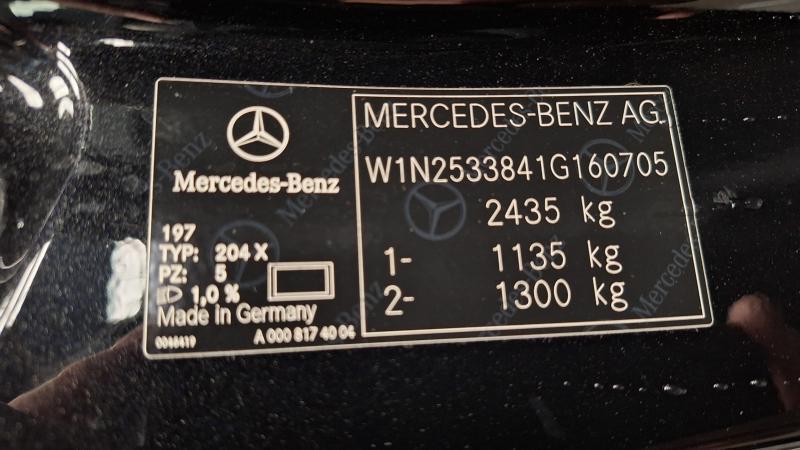 Mercedes-Benz
197
TYP: 204 X
PZ: 5
1,0 %
Made in Germany
A 000 817 40 06
MERCEDES-BENZ AG
W1N2533841G160705
2435 kg
1- 1135 kg
2- 1300 kg